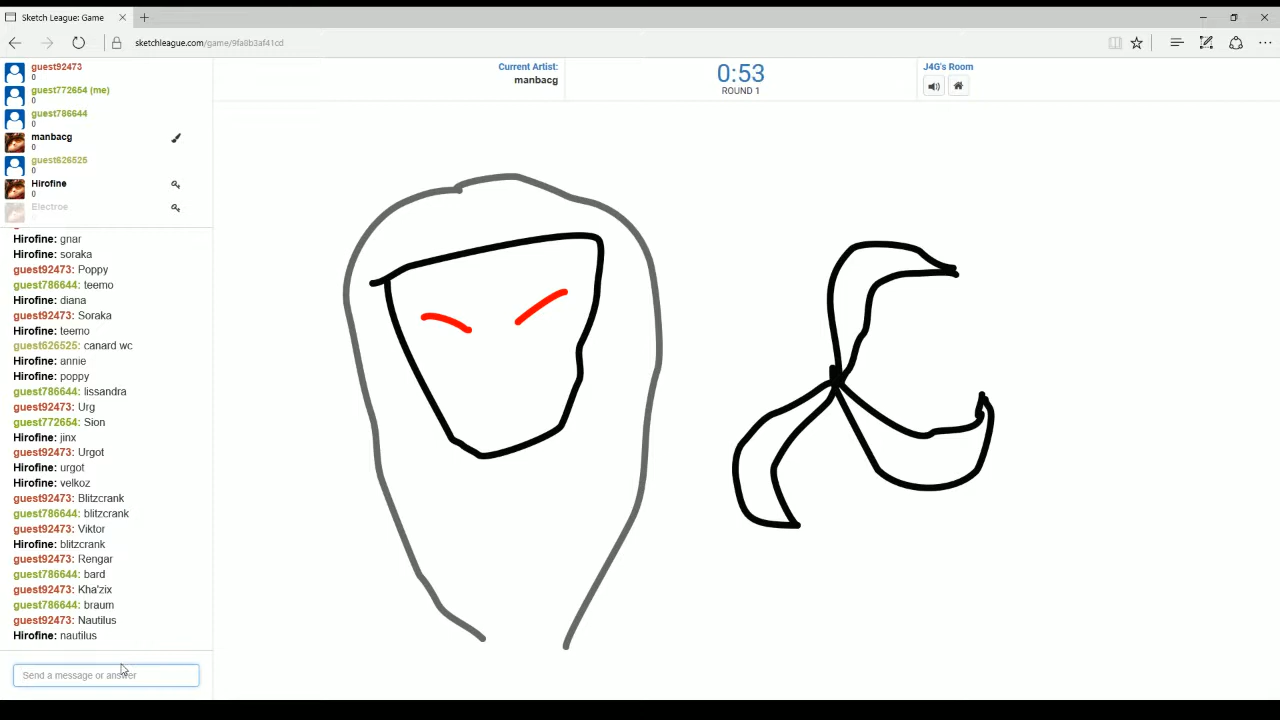 Sketch League: Game
sketchleague.com/game/9fa8b3af41cd
guest92473
0
guest772654 (me)
0
guest786644
0
manbacg
0
guest626525
0
Hirofine
0
Electroe
Current Artist:
manbacg
0:53
ROUND 1
J4G's Room
Hirofine: gnar
Hirofine: soraka
guest92473: Poppy
guest786644: teemo
Hirofine: diana
guest92473: Soraka
Hirofine: teemo
guest626525: canard wc
Hirofine: annie
Hirofine: poppy
guest786644: lissandra
guest92473: Urg
guest772654: Sion
Hirofine: jinx
guest92473: Urgot
Hirofine: urgot
Hirofine: velkoz
guest92473: Blitzcrank
guest786644: blitzcrank
guest92473: Viktor
Hirofine: blitzcrank
guest92473: Rengar
guest786644: bard
guest92473: Kha'zix
guest786644: braum
guest92473: Nautilus
Hirofine: nautilus
Send a message or answer